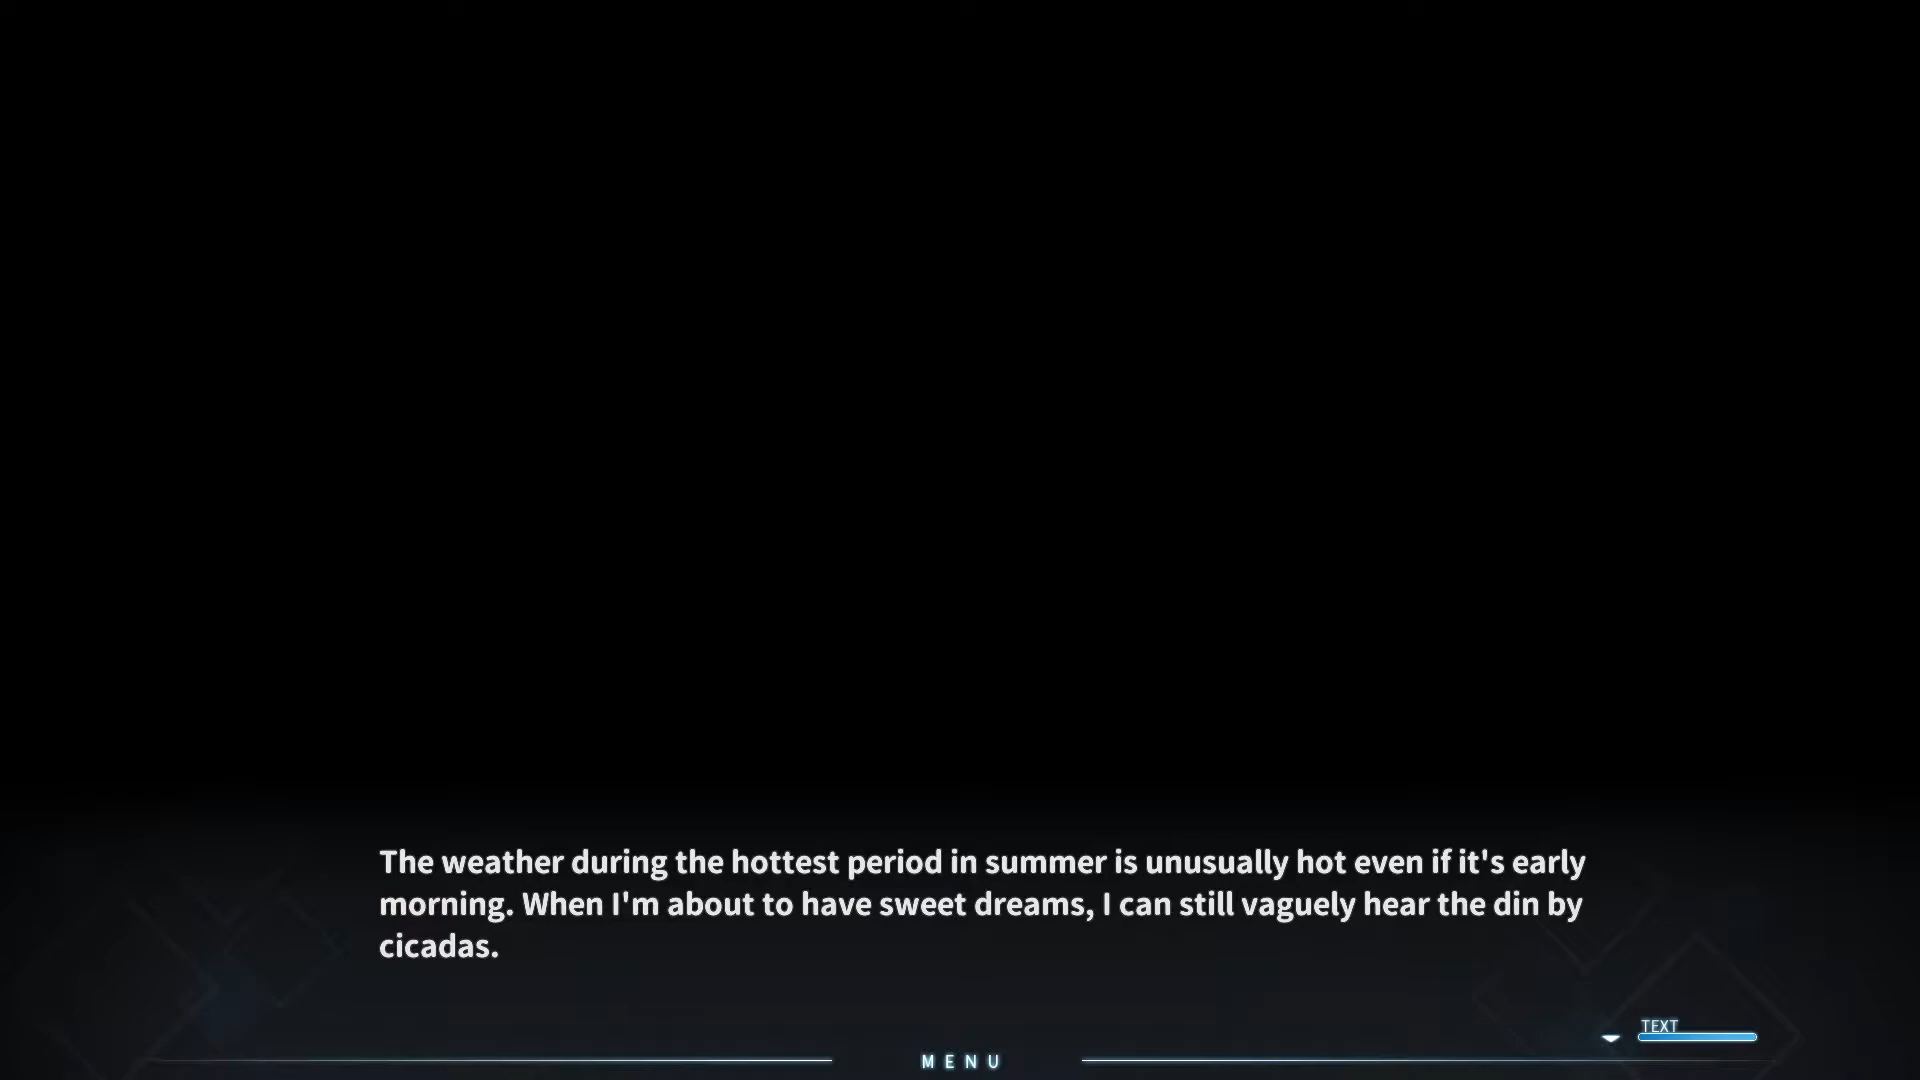 The weather during the hottest period in summer is unusually hot even if it's early
morning. When I'm about to have sweet dreams, I can still vaguely hear the din by
cicadas.
TEXT
MENU